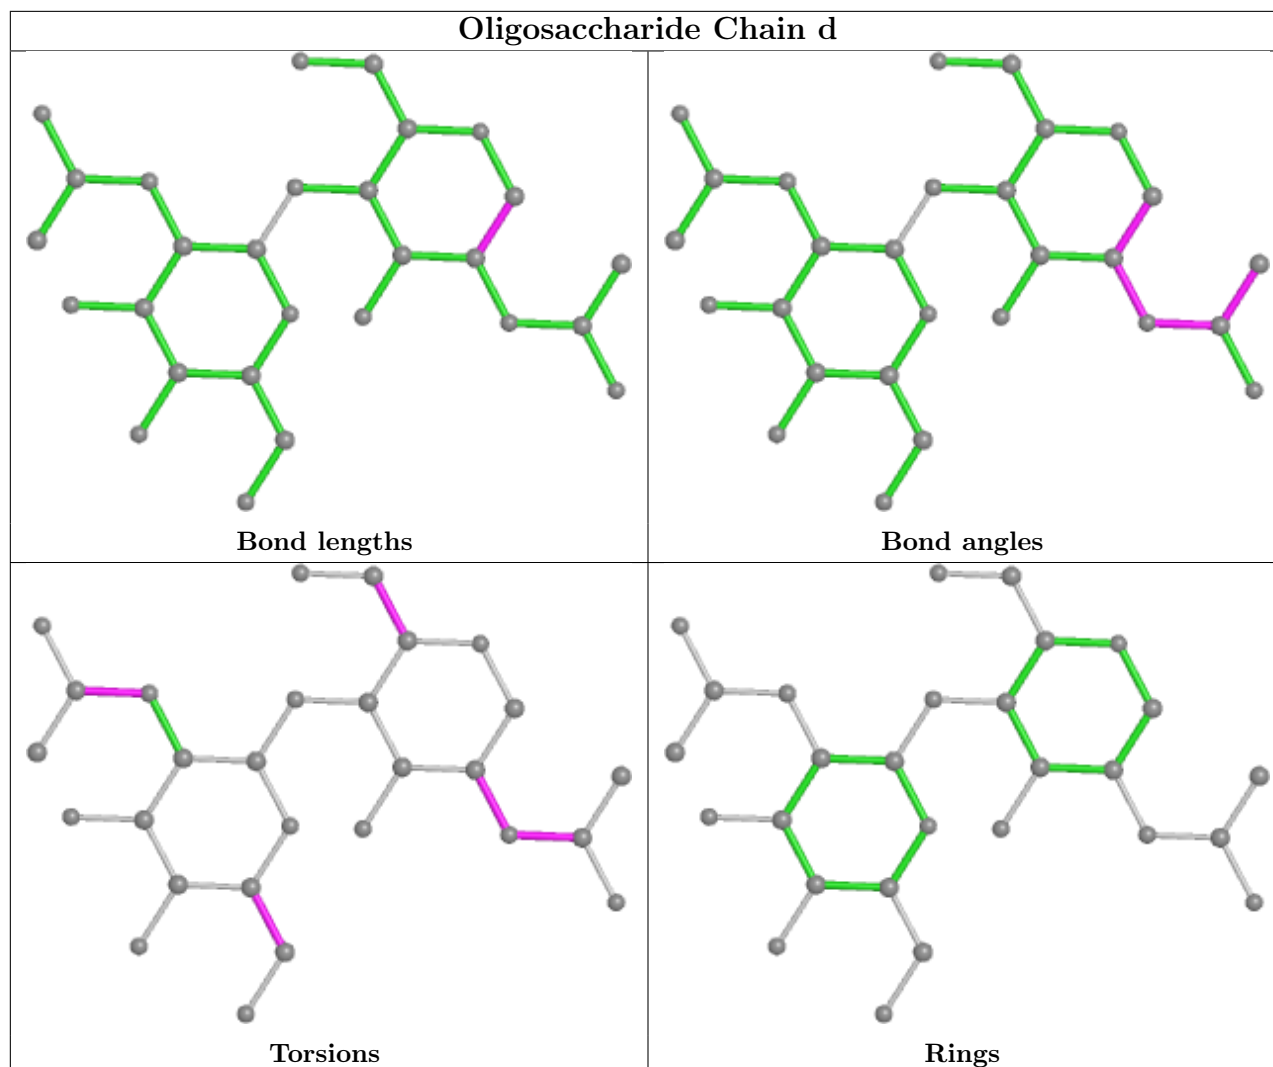 Oligosaccharide Chain d
Bond lengths
Bond angles
Torsions
Rings